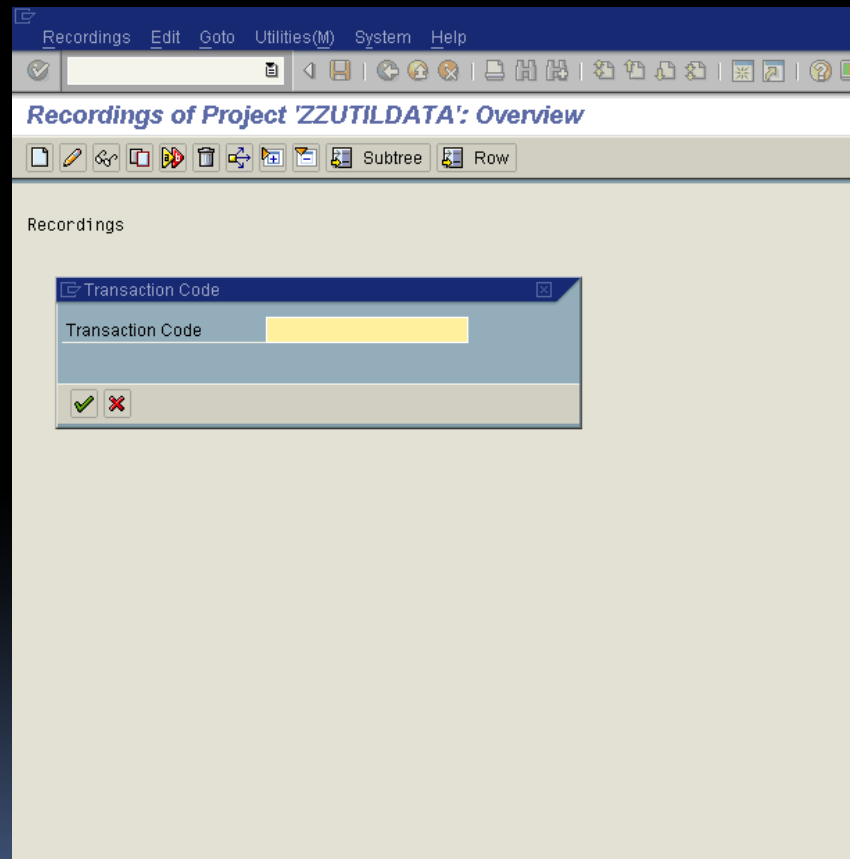 Recordings Edit Goto Utilities(M) System Help
Recordings of Project 'ZZUTILDATA': Overview
Subtree Row
Recordings
Transaction Code
Transaction Code